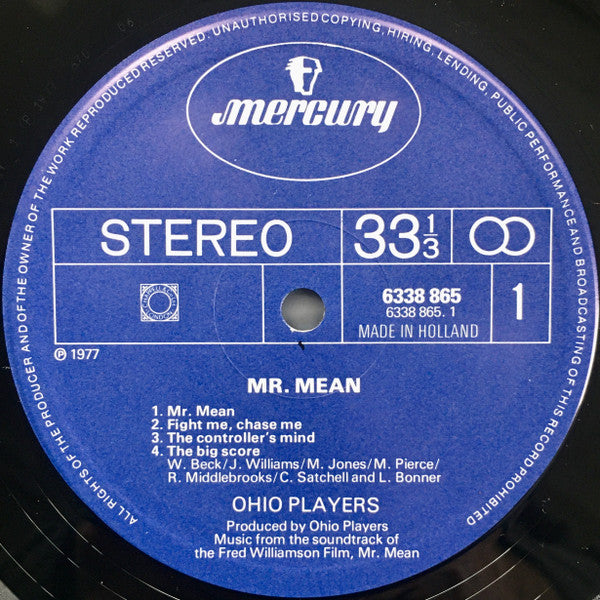 ALL RIGHTS OF THE PRODUCER AND OF THE OWNER OF THE WORK REPRODUCED RESERVED. UNAUTHORISED COPYING, HIRING, LENDING, PUBLIC PERFORMANCE AND BROADCASTING OF THIS RECORD PROHIBITED
mercury
STEREO 33 1/3
6338 865
6338 865. 1
MADE IN HOLLAND
1
℗ 1977
MR. MEAN
1. Mr. Mean
2. Fight me, chase me
3. The controller's mind
4. The big score
W. Beck/J. Williams/M. Jones/M. Pierce/
R. Middlebrooks/C. Satchell and L. Bonner
OHIO PLAYERS
Produced by Ohio Players
Music from the soundtrack of
the Fred Williamson Film, Mr. Mean